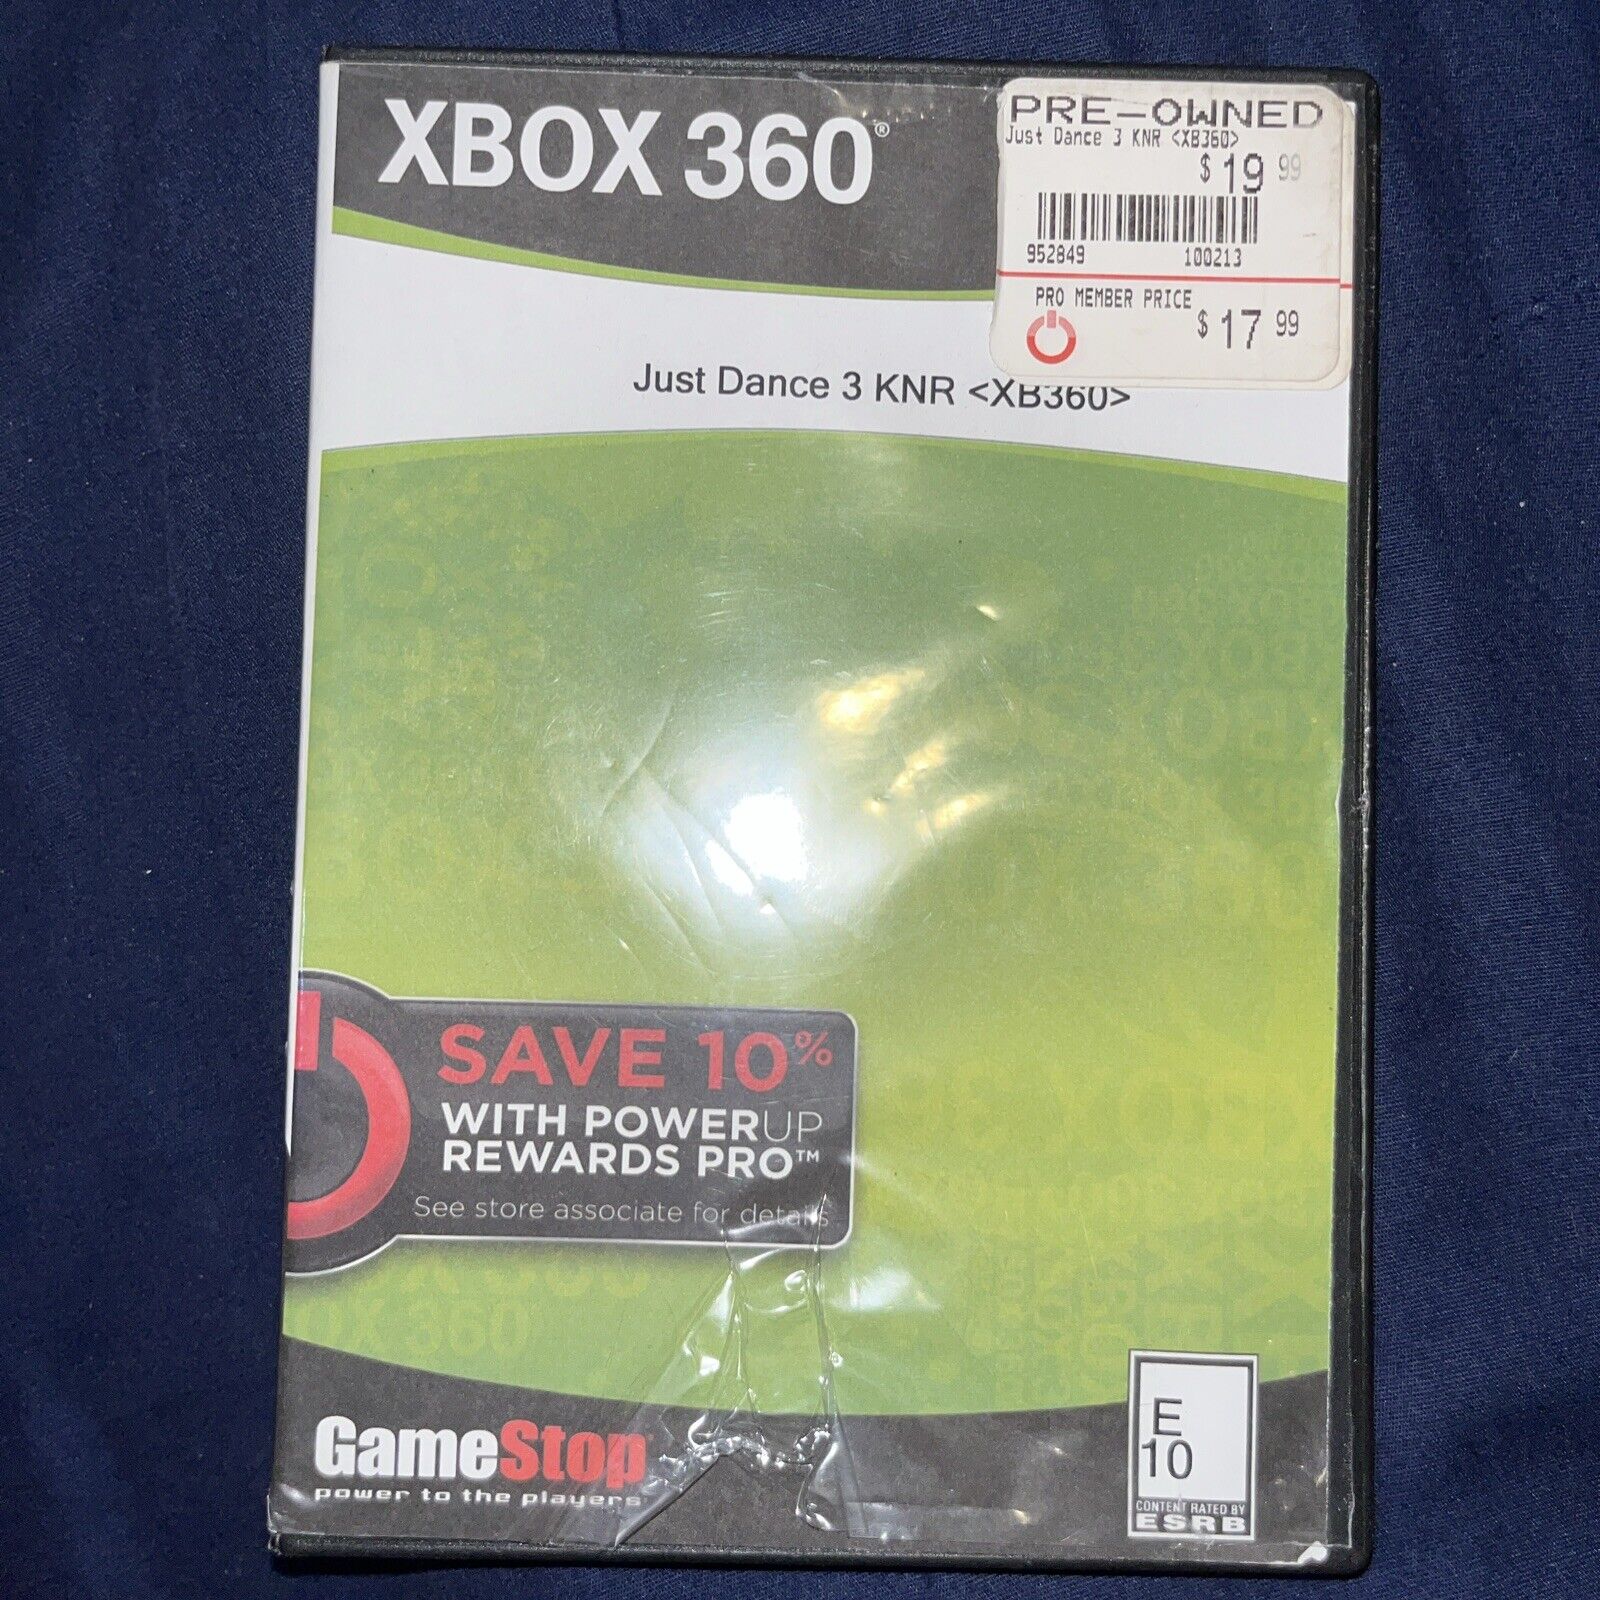 XBOX 360®
PRE-OWNED
Just Dance 3 KNR <XB360>
$ 19 99
952849 100213
PRO MEMBER PRICE
$ 17 99
Just Dance 3 KNR <XB360>
SAVE 10%
WITH POWERUP
REWARDS PRO™
See store associate for details
GameStop
power to the players
E
10
CONTENT RATED BY
ESRB